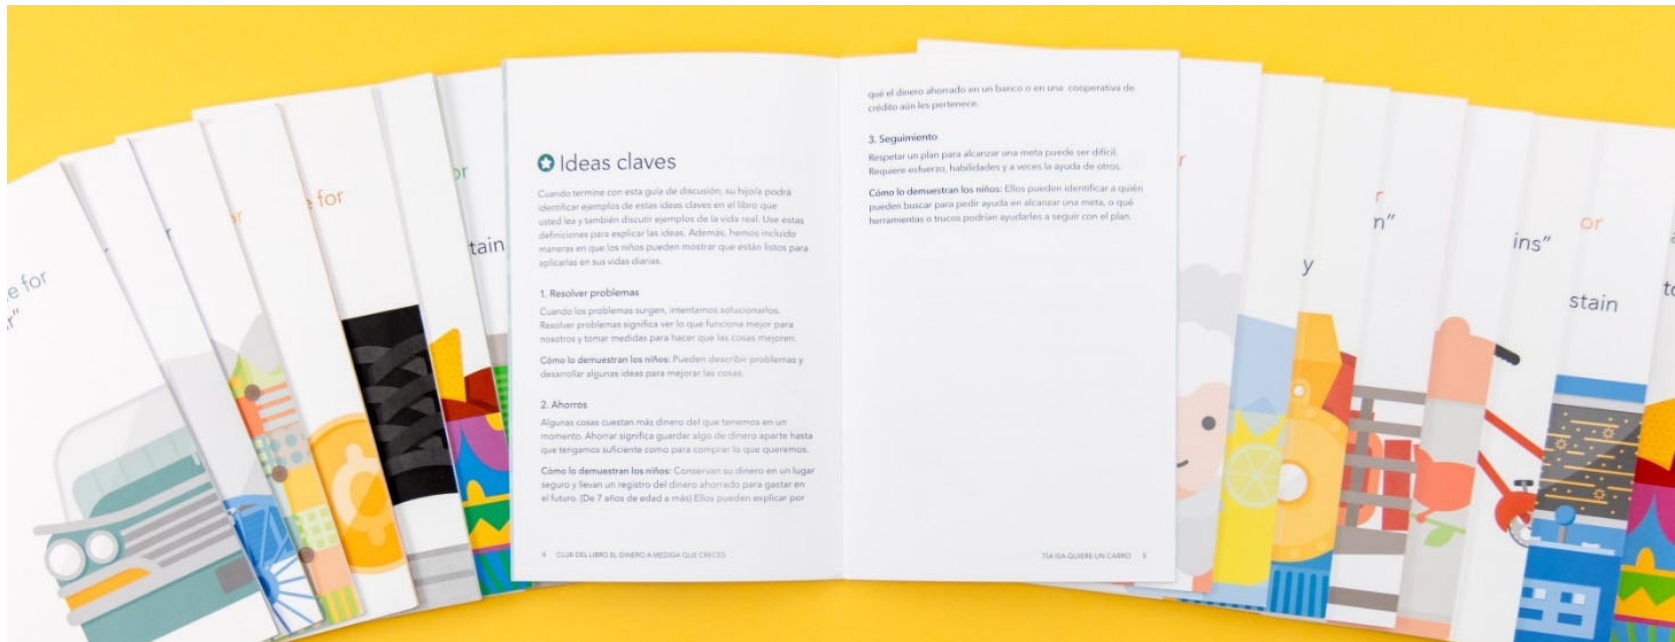 e for
r"
or
or
e for
or
tain
Ideas claves
Cuando termine con esta guía de discusión, su hijo/a podrá
identificar ejemplos de estas ideas claves en el libro que
usted lea y también discutir ejemplos de la vida real. Use estas
definiciones para explicar las ideas. Además, hemos incluido
maneras en que los niños pueden mostrar que están listos para
aplicarlas en sus vidas diarias.
1. Resolver problemas
Cuando los problemas surgen, intentamos solucionarlos.
Resolver problemas significa ver lo que funciona mejor para
nosotros y tomar medidas para hacer que las cosas mejoren.
Cómo lo demuestran los niños: Pueden describir problemas y
desarrollar algunas ideas para mejorar las cosas.
2. Ahorros
Algunas cosas cuestan más dinero del que tenemos en un
momento. Ahorrar significa guardar algo de dinero aparte hasta
que tengamos suficiente como para comprar lo que queremos.
Cómo lo demuestran los niños: Conservan su dinero en un lugar
seguro y llevan un registro del dinero ahorrado para gastar en
el futuro. (De 7 años de edad a más) Ellos pueden explicar por
4 CLUB DEL LIBRO EL DINERO A MEDIDA QUE CRECES
qué el dinero ahorrado en un banco o en una cooperativa de
crédito aún les pertenece.
3. Seguimiento
Respetar un plan para alcanzar una meta puede ser difícil.
Requiere esfuerzo, habilidades y a veces la ayuda de otros.
Cómo lo demuestran los niños: Ellos pueden identificar a quién
pueden buscar para pedir ayuda en alcanzar una meta, o qué
herramientas o trucos podrían ayudarles a seguir con el plan.
TÍA ISA QUIERE UN CARRO 5
r
y
r
n"
ins"
or
stain
to